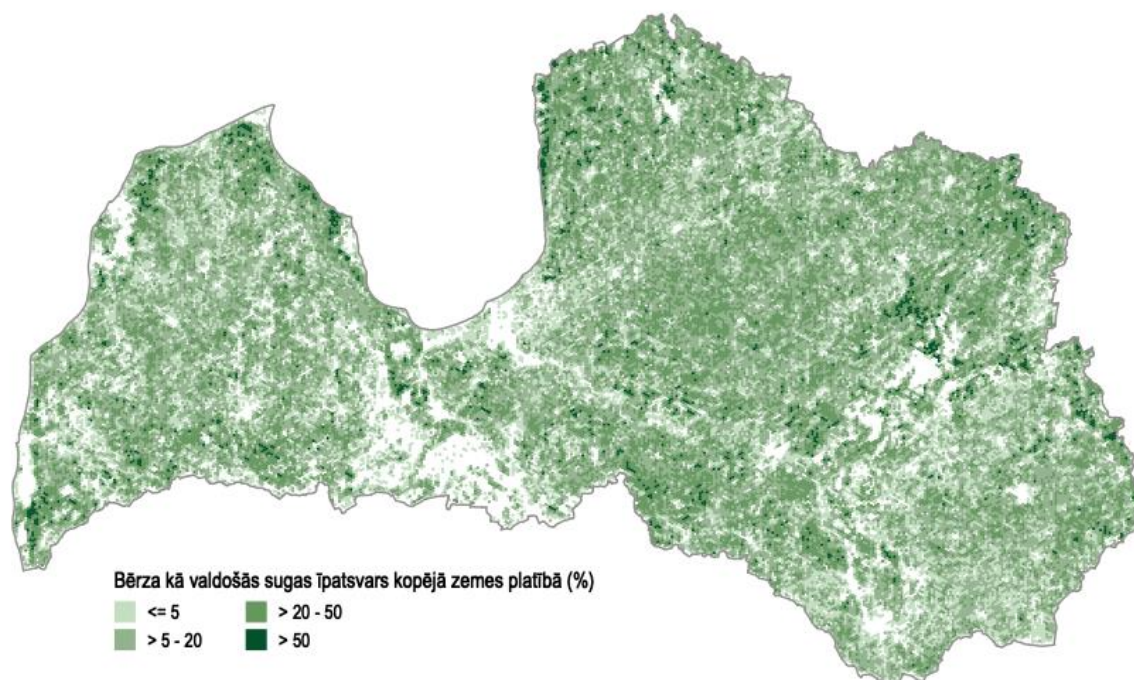 Bērza kā valdošās sugas īpatsvars kopējā zemes platībā (%)
<= 5
> 20 - 50
> 5 - 20
> 50